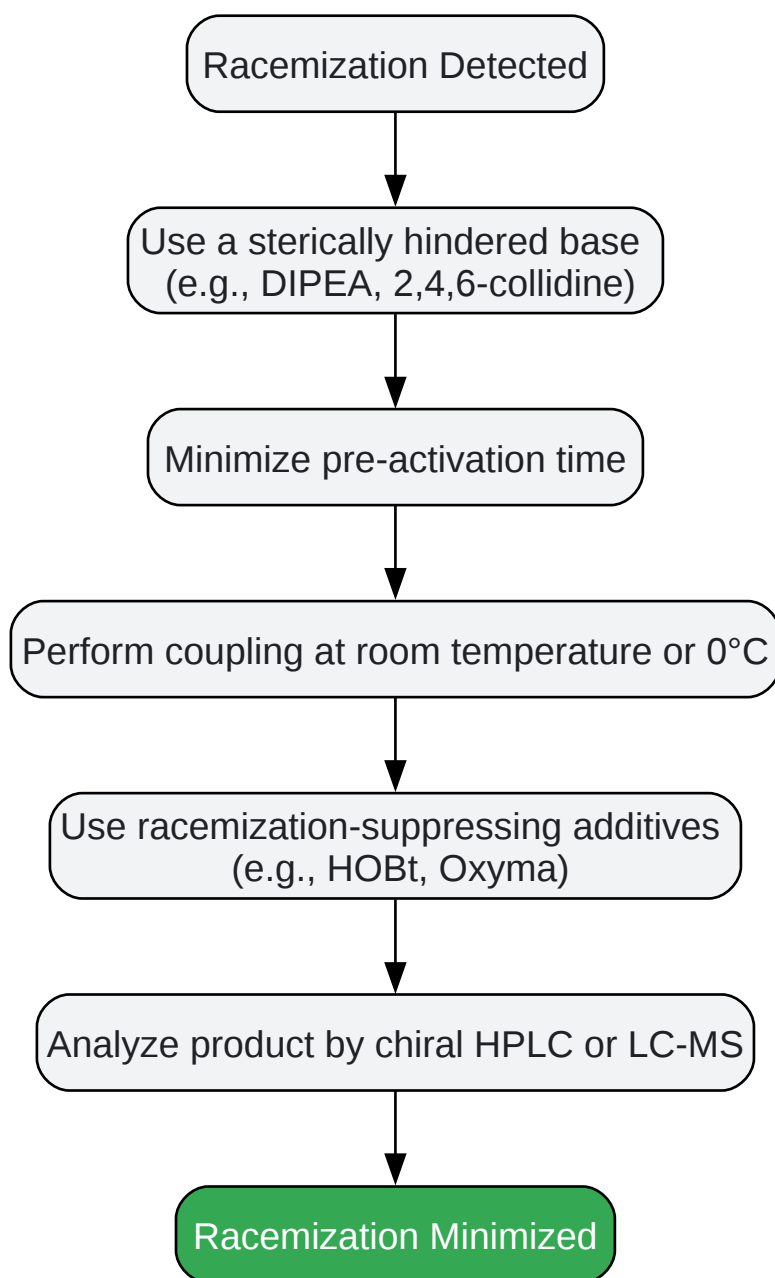 Racemization Detected
Use a sterically hindered base
(e.g., DIPEA, 2,4,6-collidine)
Minimize pre-activation time
Perform coupling at room temperature or 0°C
Use racemization-suppressing additives
(e.g., HOBt, Oxyma)
Analyze product by chiral HPLC or LC-MS
Racemization Minimized